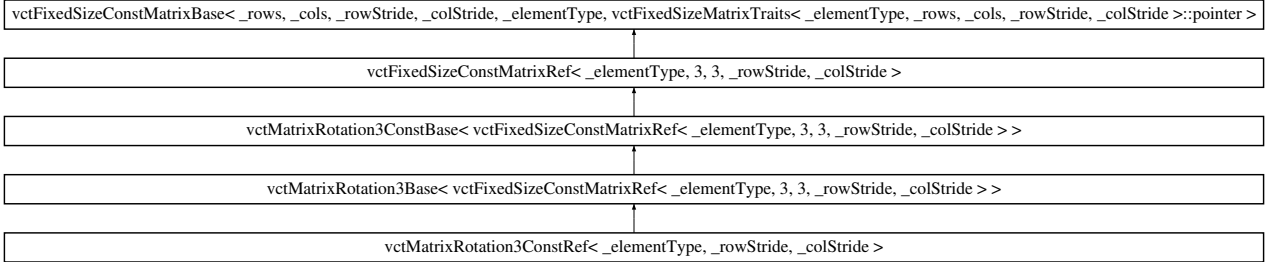 vctFixedSizeConstMatrixBase< _rows, _cols, _rowStride, _colStride, _elementType, vctFixedSizeMatrixTraits< _elementType, _rows, _cols, _rowStride, _colStride >::pointer >
vctFixedSizeConstMatrixRef< _elementType, 3, 3, _rowStride, _colStride >
vctMatrixRotation3ConstBase< vctFixedSizeConstMatrixRef< _elementType, 3, 3, _rowStride, _colStride > >
vctMatrixRotation3Base< vctFixedSizeConstMatrixRef< _elementType, 3, 3, _rowStride, _colStride > >
vctMatrixRotation3ConstRef< _elementType, _rowStride, _colStride >